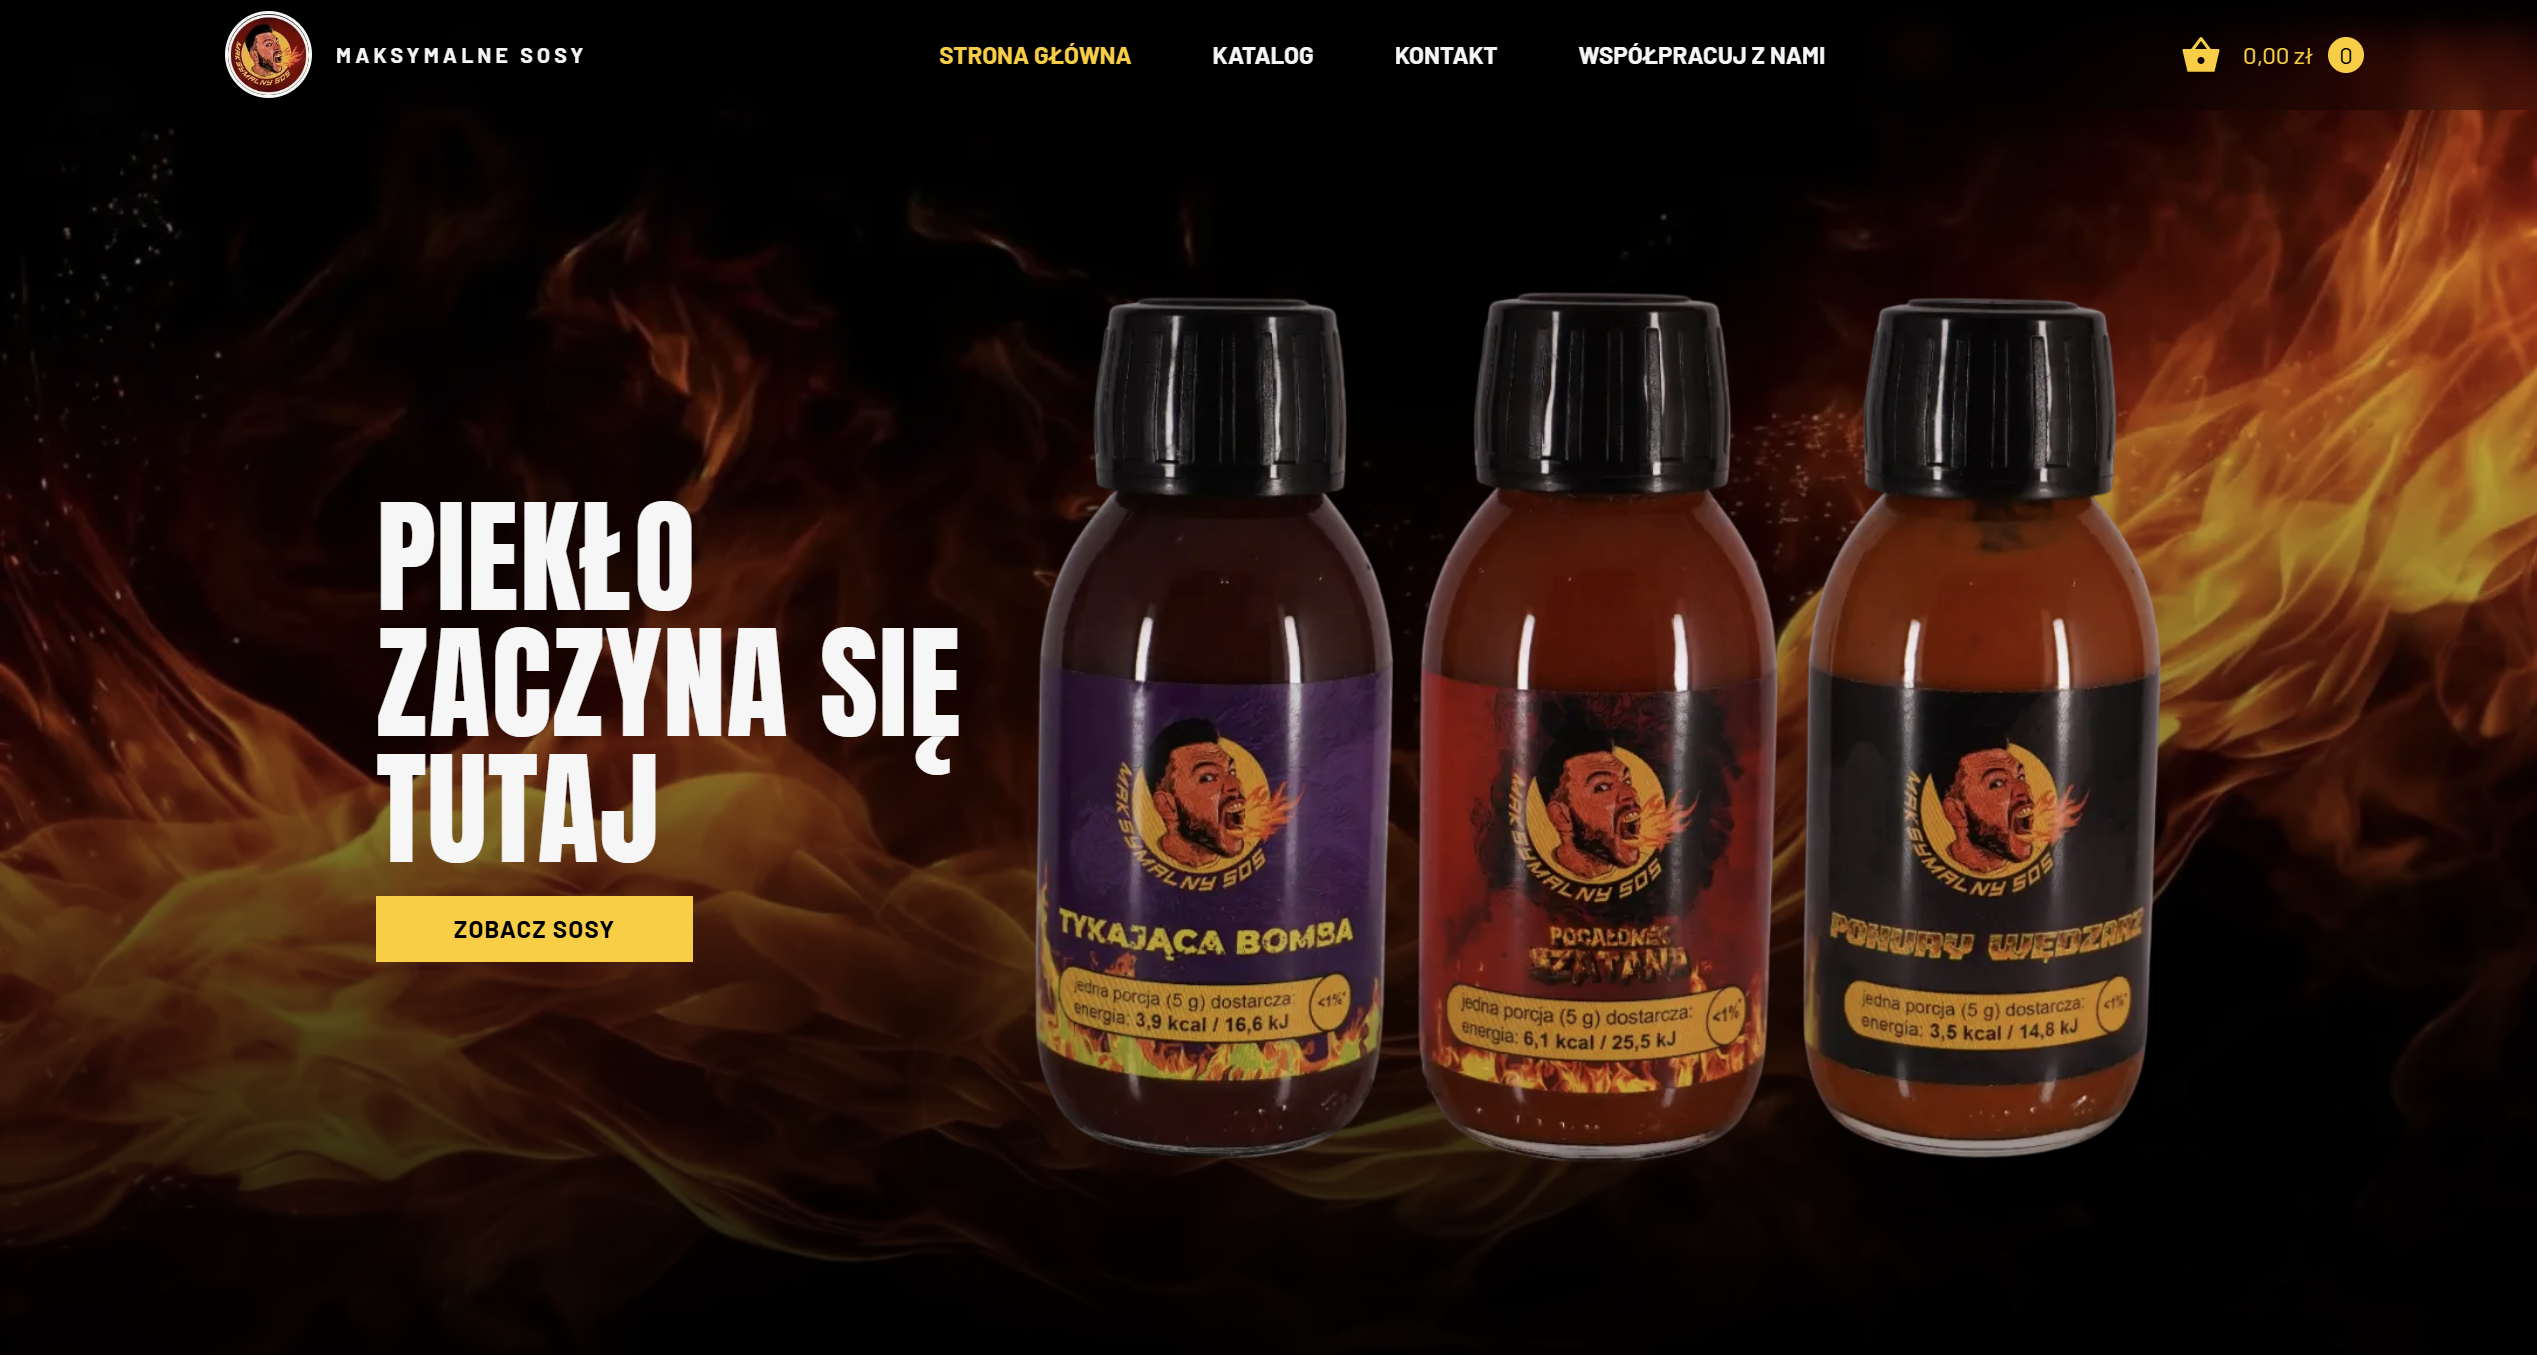 MAKSYMALNE SOSY
STRONA GŁÓWNA
KATALOG
KONTAKT
WSPÓŁPRACUJ Z NAMI
0,00 zł
0
PIEKŁO
ZACZYNA SIĘ
TUTAJ
ZOBACZ SOSY
MAKSYMALNY SOS
TYKAJĄCA BOMBA
jedna porcja (5 g) dostarcza:
energia: 3,9 kcal / 16,6 kJ
<1%*
MAKSYMALNY SOS
POCAŁUNEK
SZATANA
jedna porcja (5 g) dostarcza:
energia: 6,1 kcal / 25,5 kJ
<1%*
MAKSYMALNY SOS
PONURY WĘDZARZ
jedna porcja (5 g) dostarcza:
energia: 3,5 kcal / 14,8 kJ
<1%*